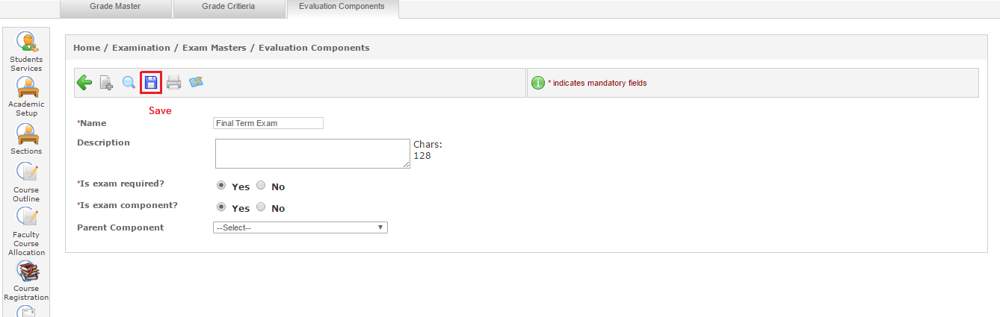 Grade Master
Grade Critieria
Evaluation Components
Students
Services
Academic
Setup
Sections
Course
Outline
Faculty
Course
Allocation
Course
Registration
Home / Examination / Exam Masters / Evaluation Components
* indicates mandatory fields
Save
*Name
Final Term Exam
Description
Chars:
128
*Is exam required?
Yes No
*Is exam component?
Yes No
Parent Component
--Select--